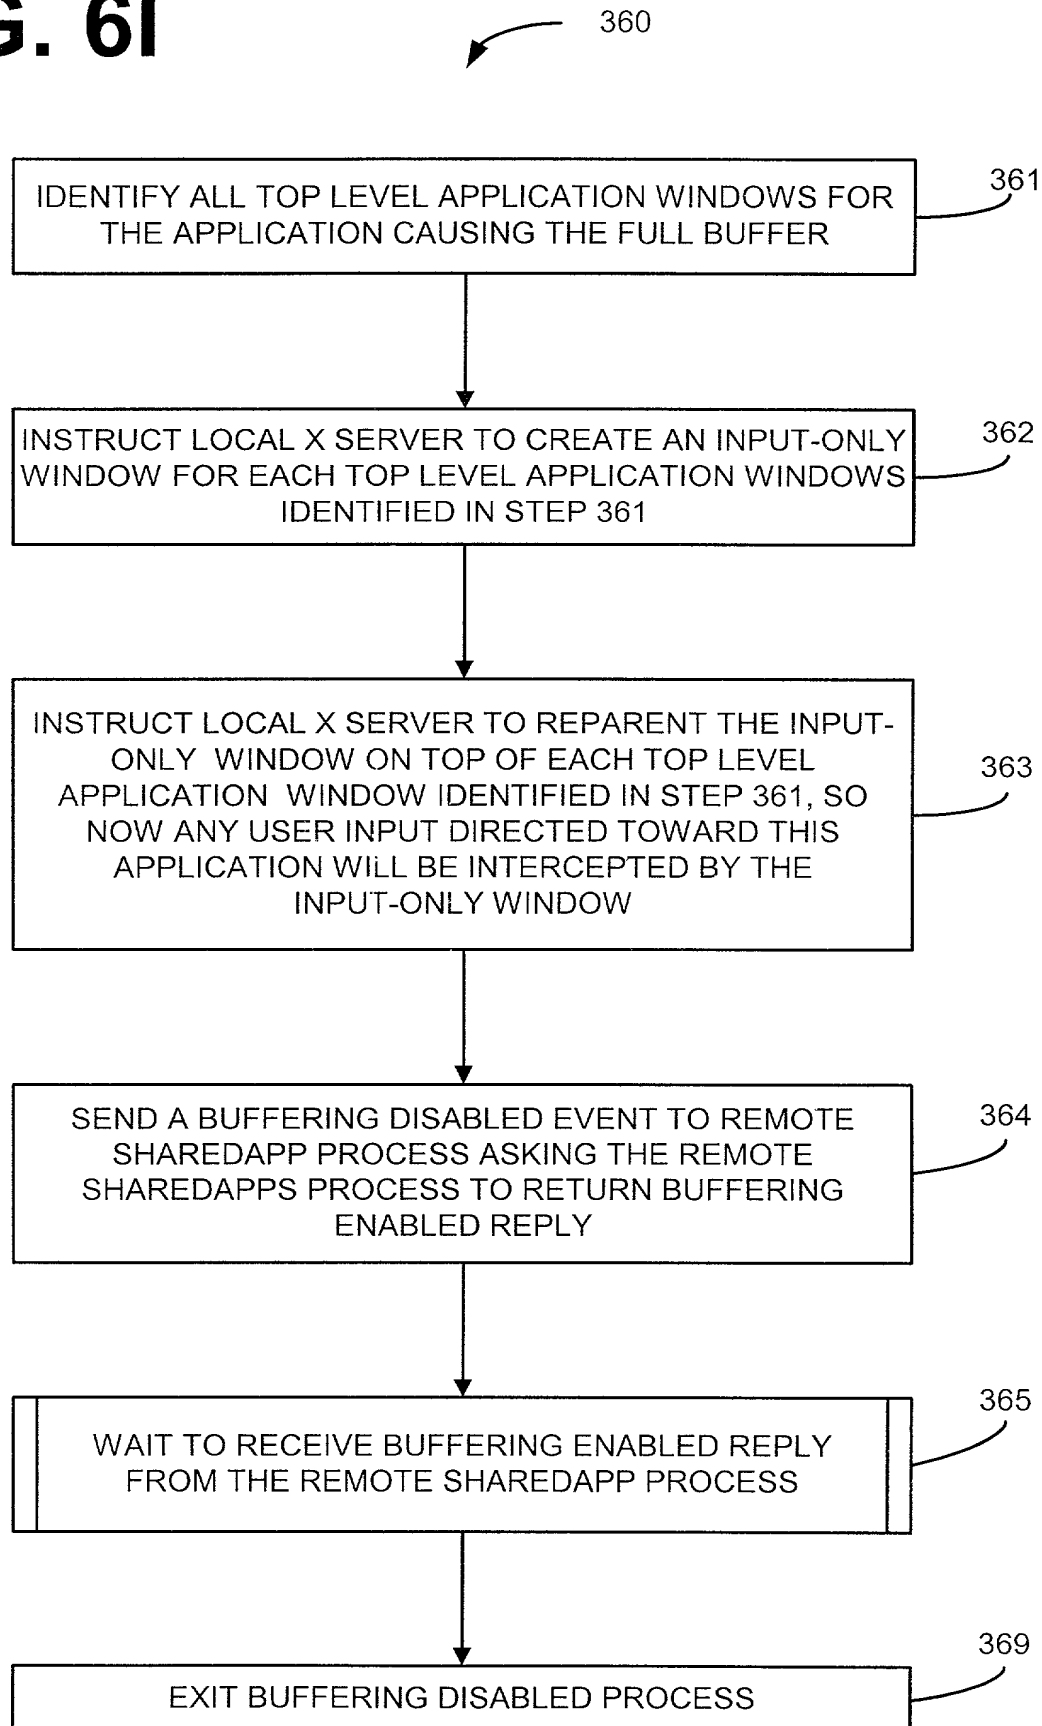 G. 6I
360
IDENTIFY ALL TOP LEVEL APPLICATION WINDOWS FOR
THE APPLICATION CAUSING THE FULL BUFFER
361
INSTRUCT LOCAL X SERVER TO CREATE AN INPUT-ONLY
WINDOW FOR EACH TOP LEVEL APPLICATION WINDOWS
IDENTIFIED IN STEP 361
362
INSTRUCT LOCAL X SERVER TO REPARENT THE INPUT-
ONLY WINDOW ON TOP OF EACH TOP LEVEL
APPLICATION WINDOW IDENTIFIED IN STEP 361, SO
NOW ANY USER INPUT DIRECTED TOWARD THIS
APPLICATION WILL BE INTERCEPTED BY THE
INPUT-ONLY WINDOW
363
SEND A BUFFERING DISABLED EVENT TO REMOTE
SHAREDAPP PROCESS ASKING THE REMOTE
SHAREDAPPS PROCESS TO RETURN BUFFERING
ENABLED REPLY
364
WAIT TO RECEIVE BUFFERING ENABLED REPLY
FROM THE REMOTE SHAREDAPP PROCESS
365
EXIT BUFFERING DISABLED PROCESS
369